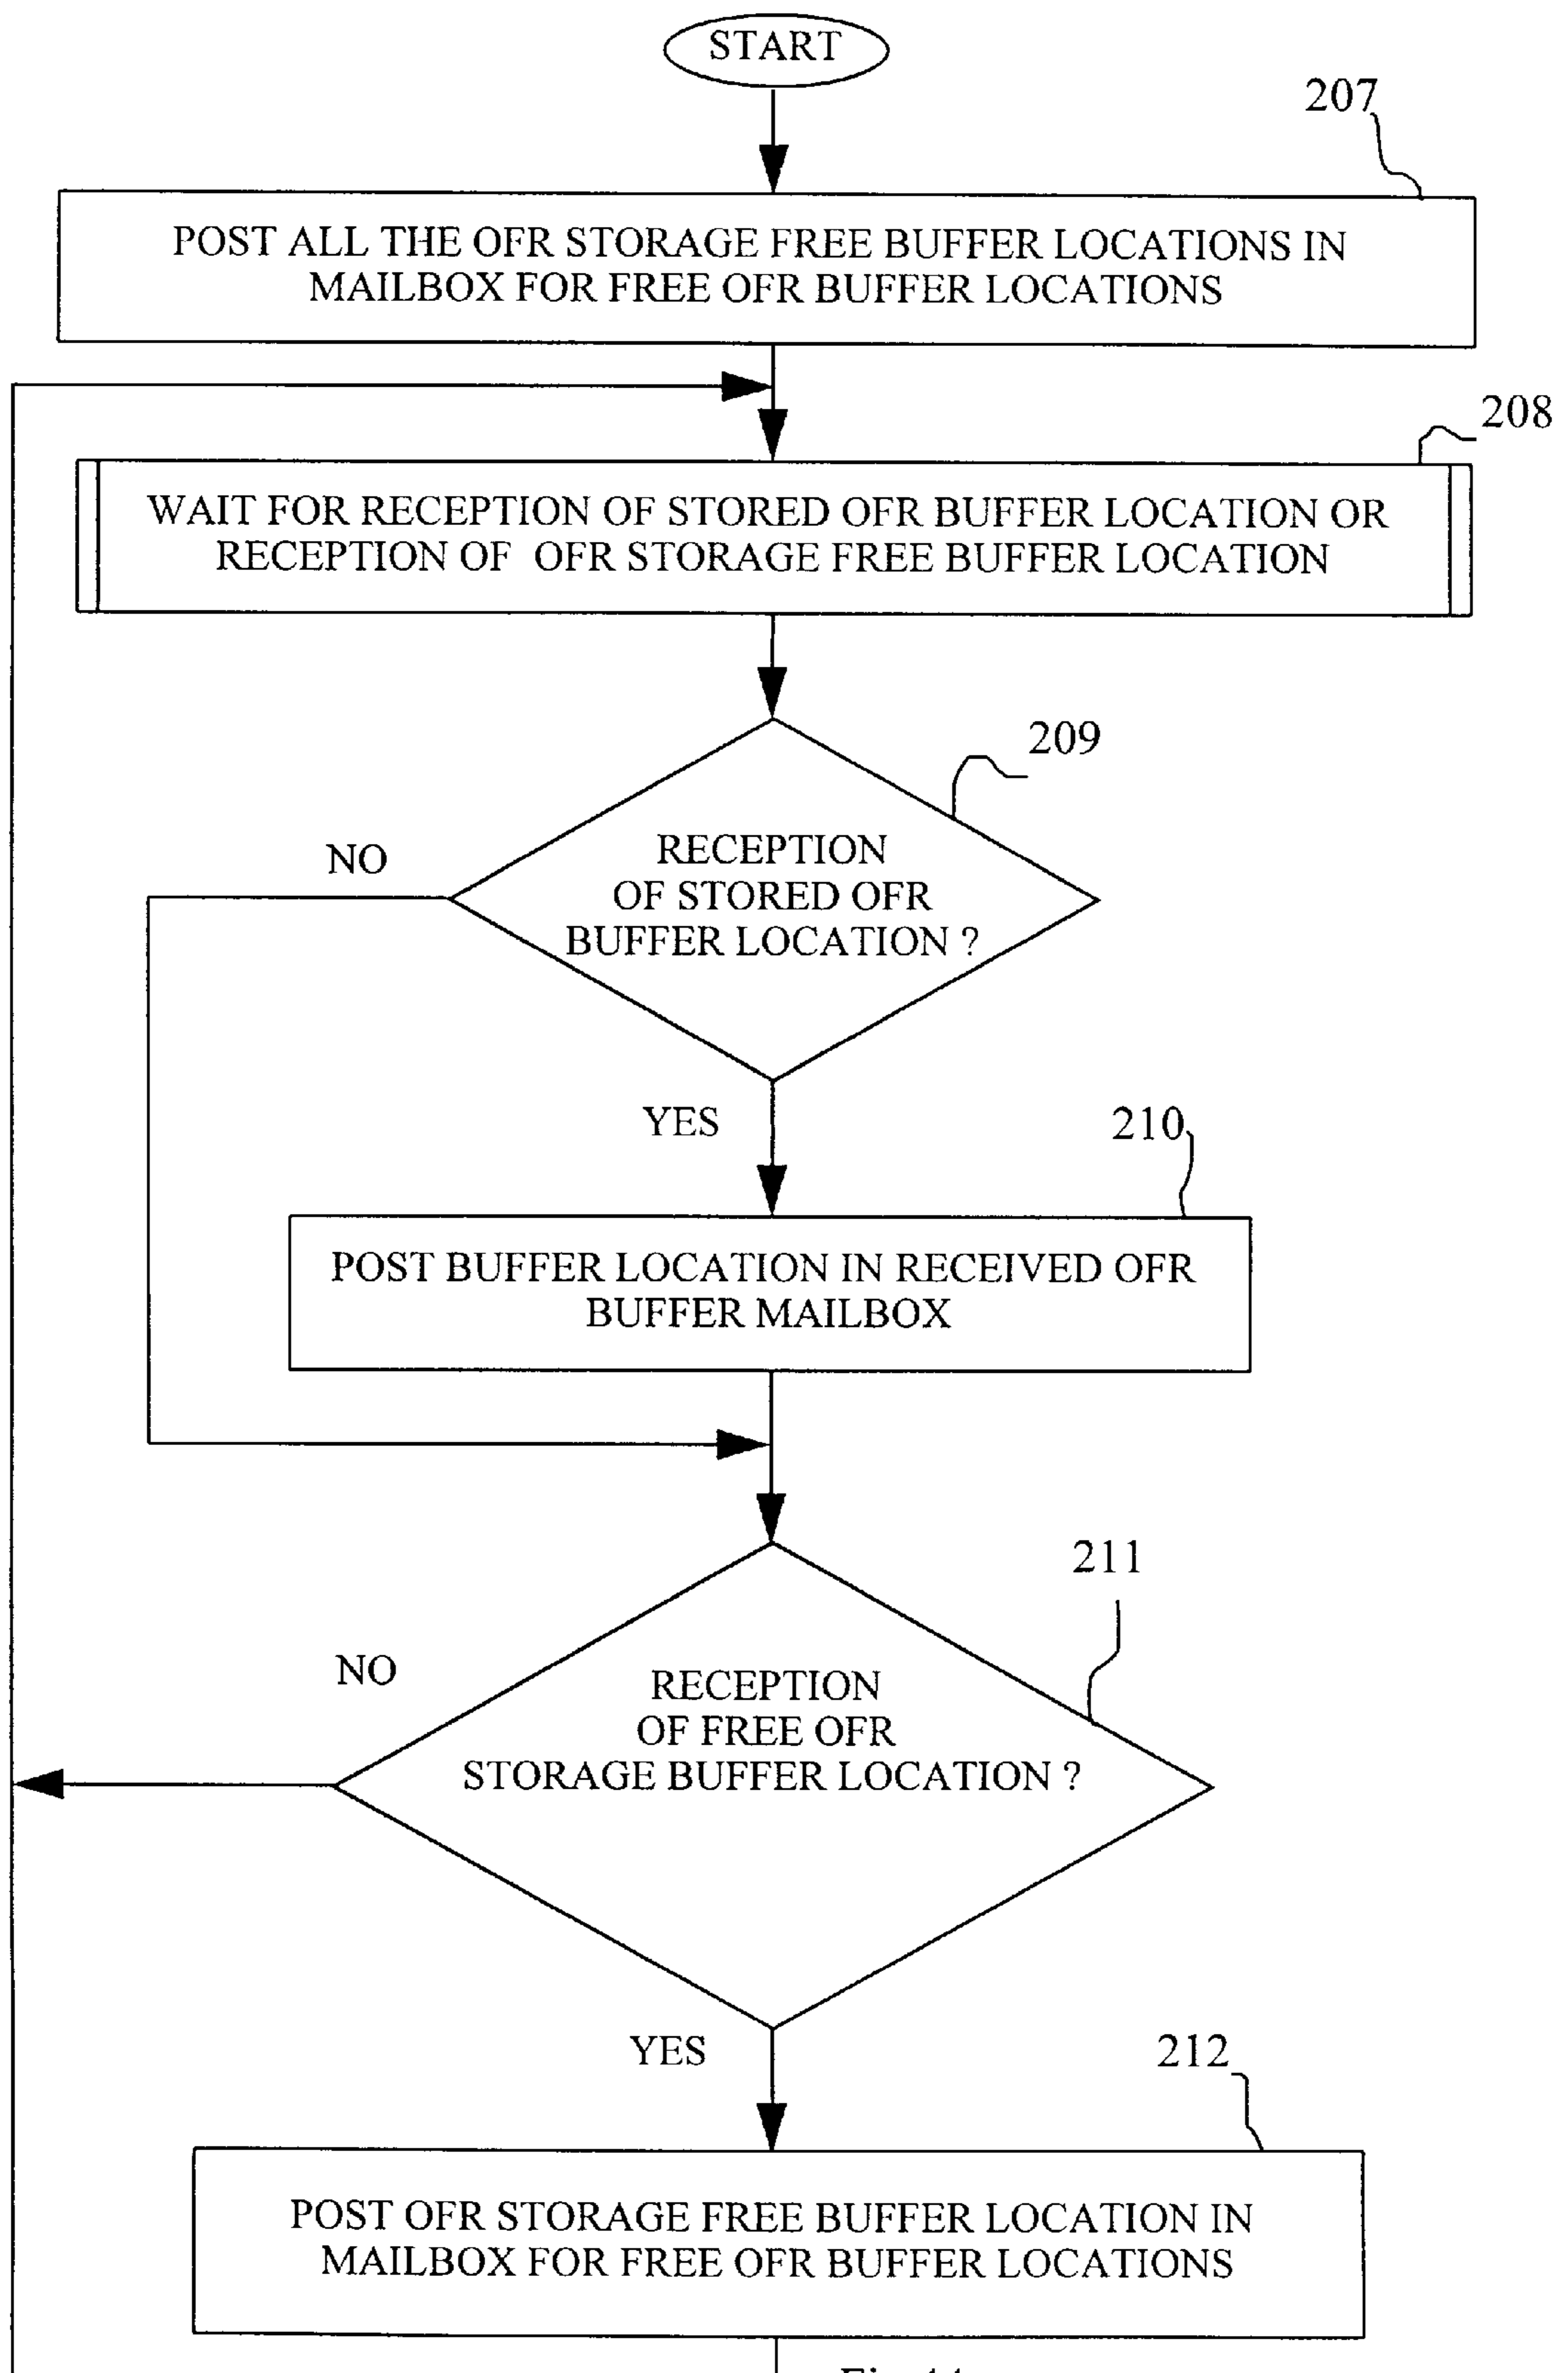 START
207
POST ALL THE OFR STORAGE FREE BUFFER LOCATIONS IN
MAILBOX FOR FREE OFR BUFFER LOCATIONS
208
WAIT FOR RECEPTION OF STORED OFR BUFFER LOCATION OR
RECEPTION OF OFR STORAGE FREE BUFFER LOCATION
209
NO
RECEPTION
OF STORED OFR
BUFFER LOCATION ?
YES
210
POST BUFFER LOCATION IN RECEIVED OFR
BUFFER MAILBOX
211
NO
RECEPTION
OF FREE OFR
STORAGE BUFFER LOCATION ?
YES
212
POST OFR STORAGE FREE BUFFER LOCATION IN
MAILBOX FOR FREE OFR BUFFER LOCATIONS